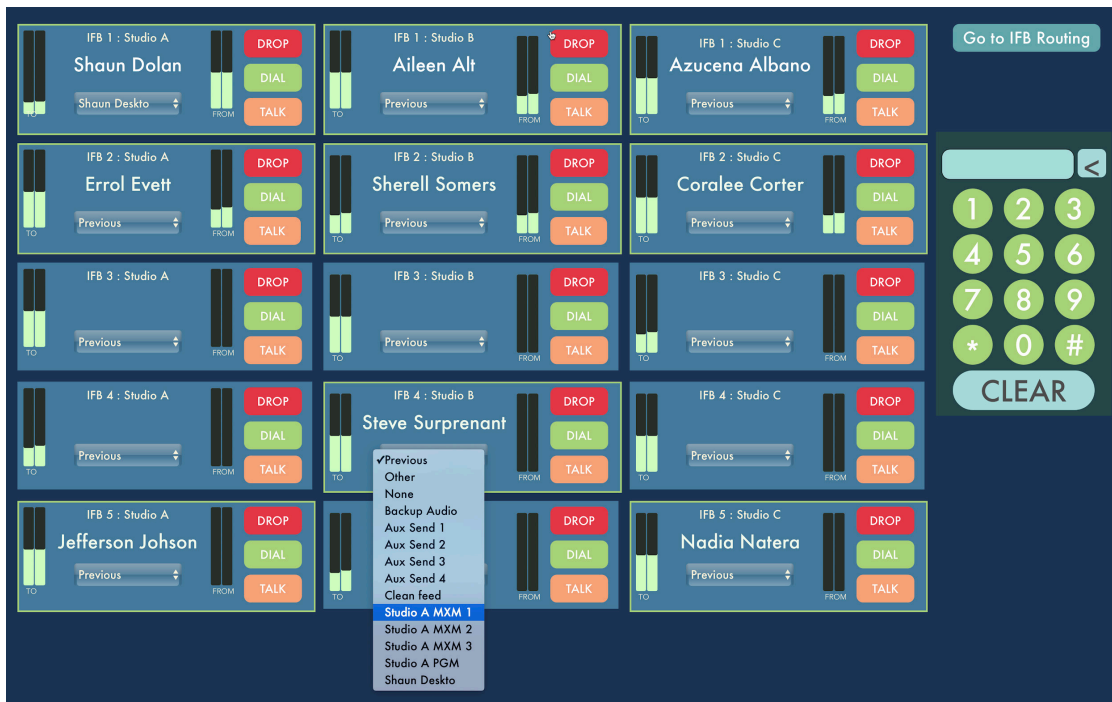 IFB 1 : Studio A
Shaun Dolan
Shaun Deskto
TO
FROM
DROP
DIAL
TALK
IFB 1 : Studio B
Aileen Alt
Previous
TO
FROM
DROP
DIAL
TALK
IFB 1 : Studio C
Azucena Albano
Previous
TO
FROM
DROP
DIAL
TALK
Go to IFB Routing
IFB 2 : Studio A
Errol Evett
Previous
TO
FROM
DROP
DIAL
TALK
IFB 2 : Studio B
Sherell Somers
Previous
TO
FROM
DROP
DIAL
TALK
IFB 2 : Studio C
Coralee Corter
Previous
TO
FROM
DROP
DIAL
TALK
<
1 2 3
4 5 6
7 8 9
* 0 #
CLEAR
IFB 3 : Studio A
Previous
TO
FROM
DROP
DIAL
TALK
IFB 3 : Studio B
Previous
TO
FROM
DROP
DIAL
TALK
IFB 3 : Studio C
Previous
TO
FROM
DROP
DIAL
TALK
IFB 4 : Studio A
Previous
TO
FROM
DROP
DIAL
TALK
IFB 4 : Studio B
Steve Surprenant
TO
FROM
DROP
DIAL
TALK
✓Previous
Other
None
Backup Audio
Aux Send 1
Aux Send 2
Aux Send 3
Aux Send 4
Clean feed
Studio A MXM 1
Studio A MXM 2
Studio A MXM 3
Studio A PGM
Shaun Deskto
IFB 4 : Studio C
Previous
TO
FROM
DROP
DIAL
TALK
IFB 5 : Studio A
Jefferson Johson
Previous
TO
FROM
DROP
DIAL
TALK
TO
FROM
DROP
DIAL
TALK
IFB 5 : Studio C
Nadia Natera
Previous
TO
FROM
DROP
DIAL
TALK